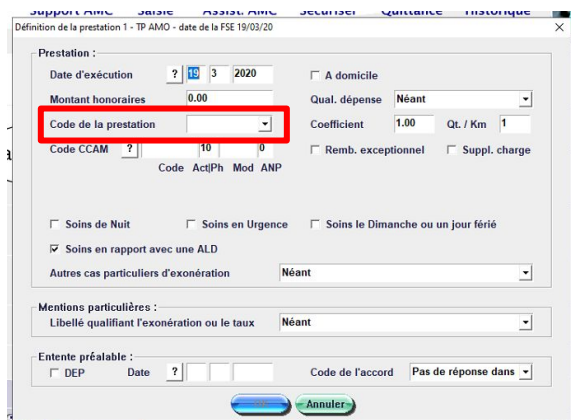 Support AMC Saisie Assist. AMC Sécuriser Quittance Historique
Définition de la prestation 1 - TP AMO - date de la FSE 19/03/20
Prestation :
Date d'exécution ? 19 3 2020 A domicile
Montant honoraires 0.00 Qual. dépense Néant
Code de la prestation Coefficient 1.00 Qt. / Km 1
Code CCAM ? 10 0 Remb. exceptionnel Suppl. charge
Code Act|Ph Mod ANP
Soins de Nuit Soins en Urgence Soins le Dimanche ou un jour férié
Soins en rapport avec une ALD
Autres cas particuliers d'exonération Néant
Mentions particulières :
Libellé qualifiant l'exonération ou le taux Néant
Entente préalable :
DEP Date ? Code de l'accord Pas de réponse dans
Annuler